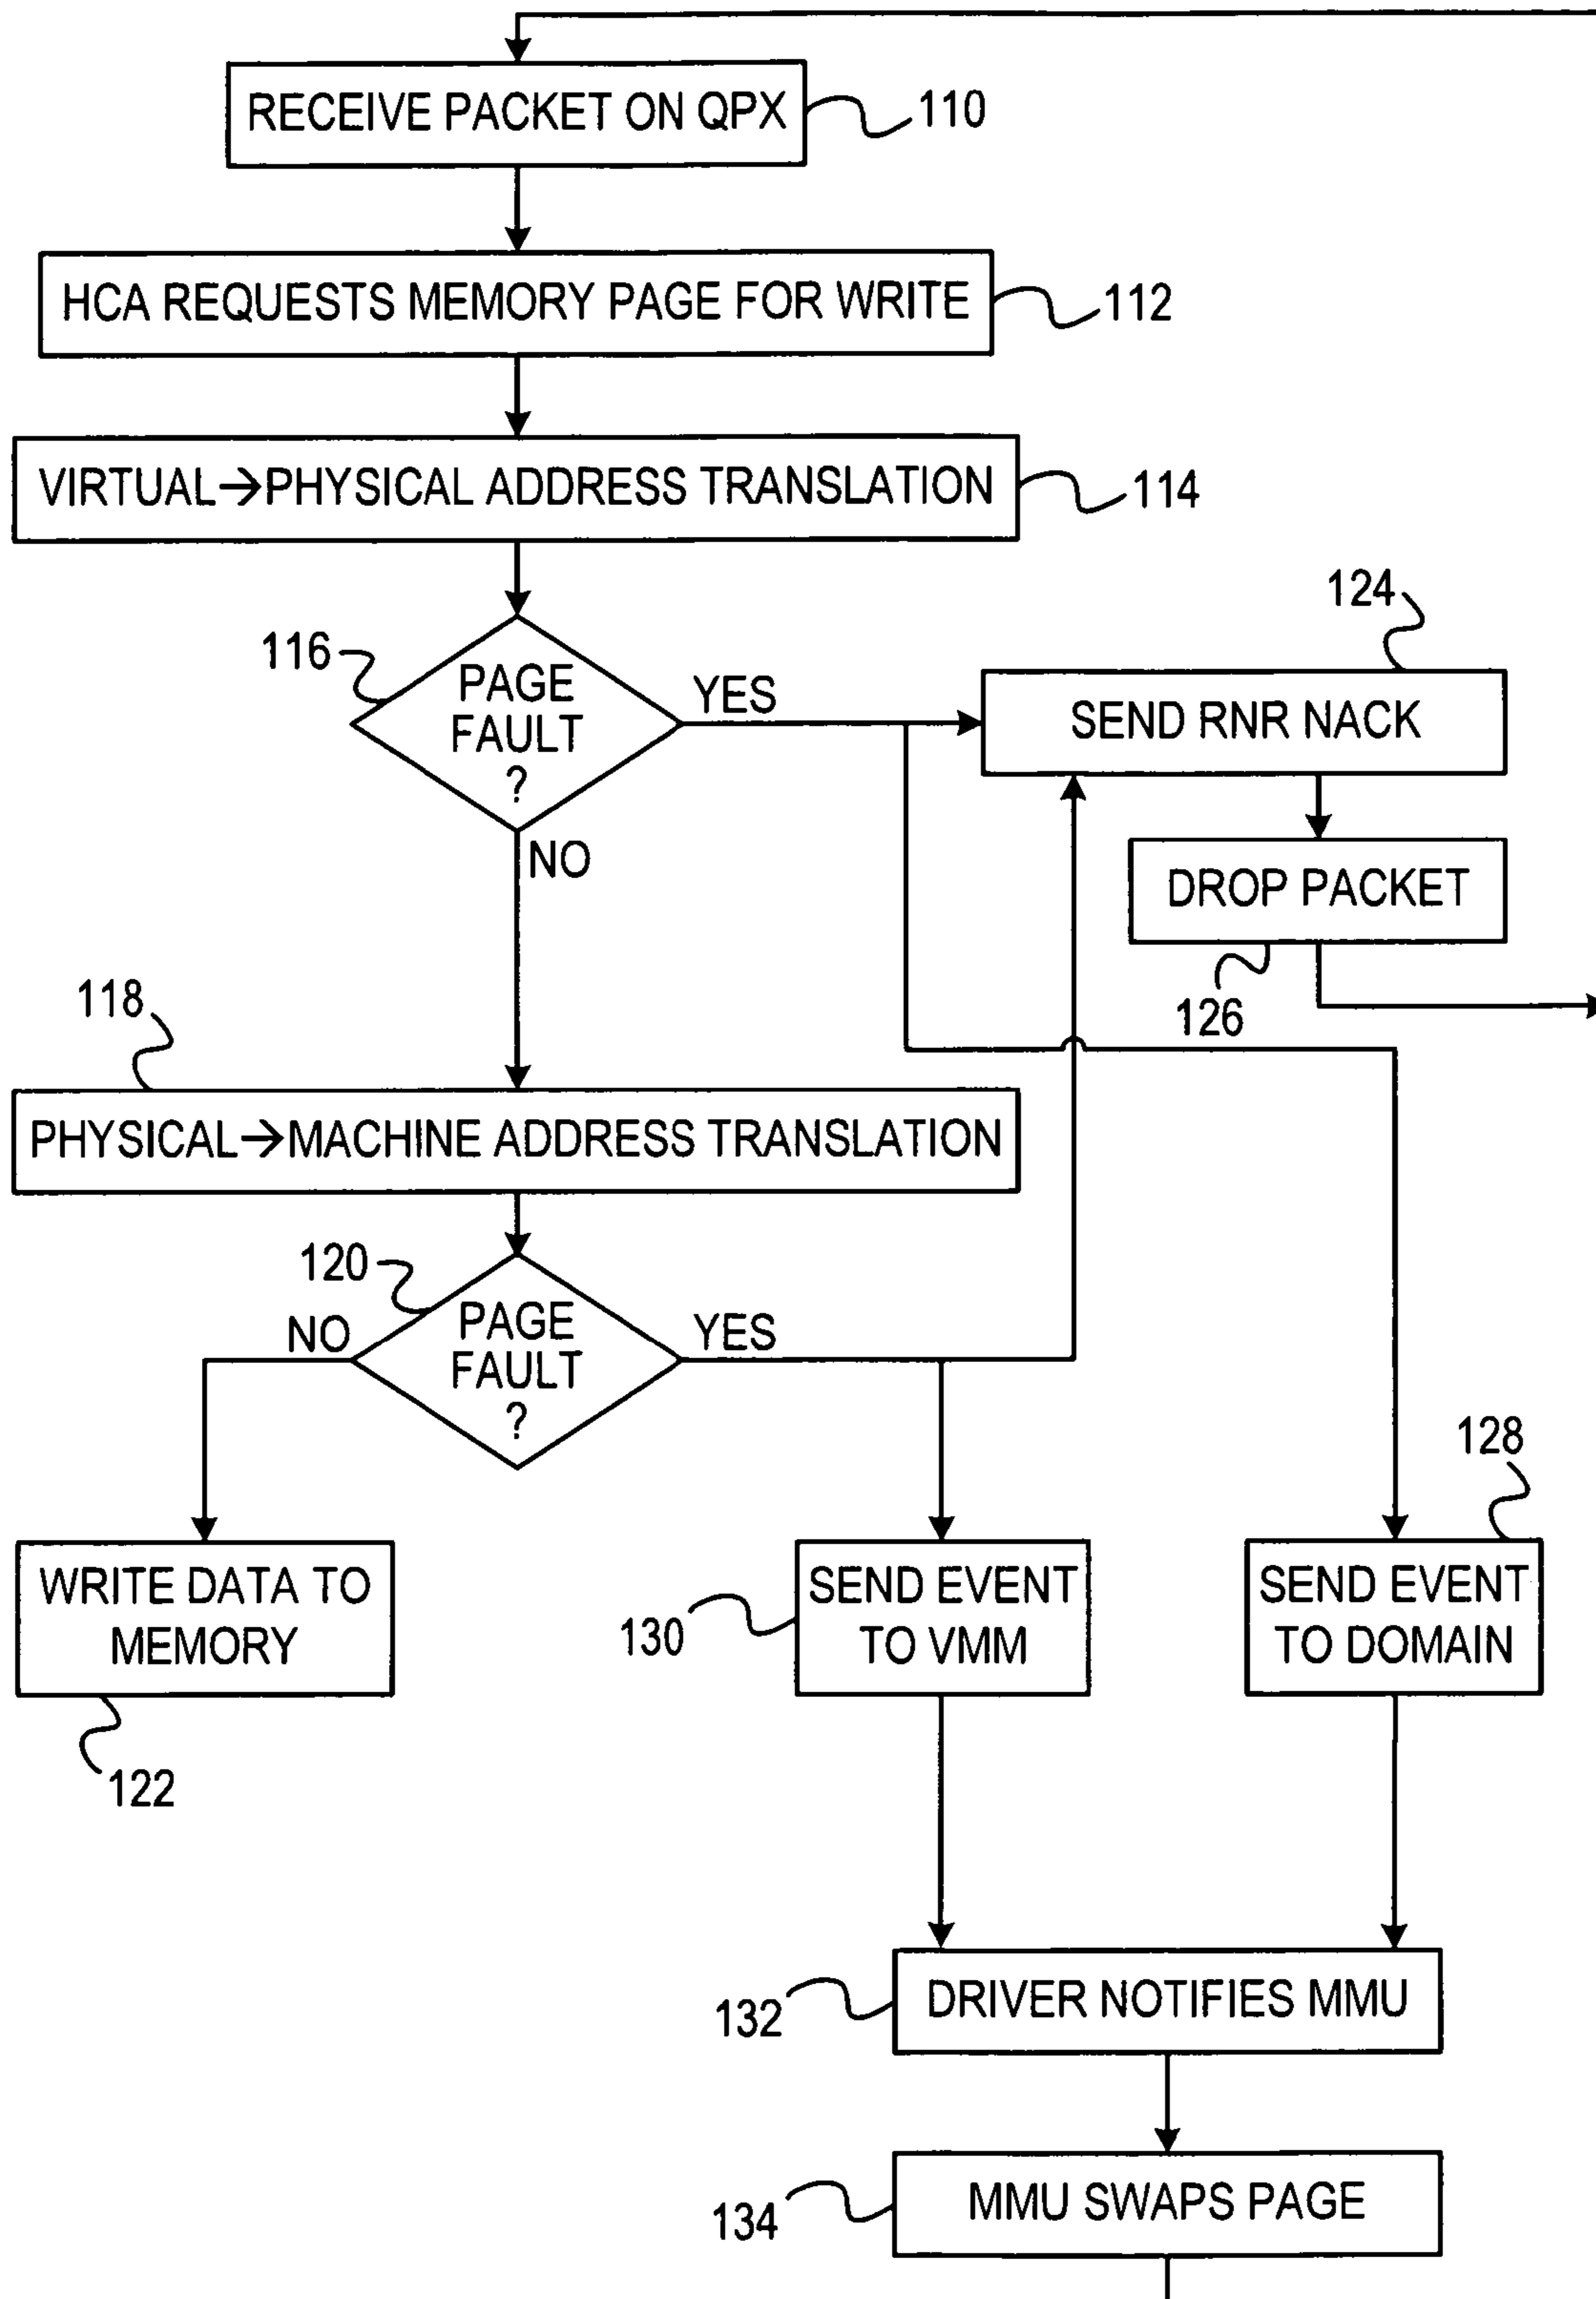 RECEIVE PACKET ON QPX
110
HCA REQUESTS MEMORY PAGE FOR WRITE
112
VIRTUAL→PHYSICAL ADDRESS TRANSLATION
114
116
PAGE
FAULT
?
YES
NO
124
SEND RNR NACK
DROP PACKET
126
118
PHYSICAL→MACHINE ADDRESS TRANSLATION
120
PAGE
FAULT
?
NO
YES
WRITE DATA TO
MEMORY
122
130
SEND EVENT
TO VMM
128
SEND EVENT
TO DOMAIN
132
DRIVER NOTIFIES MMU
134
MMU SWAPS PAGE